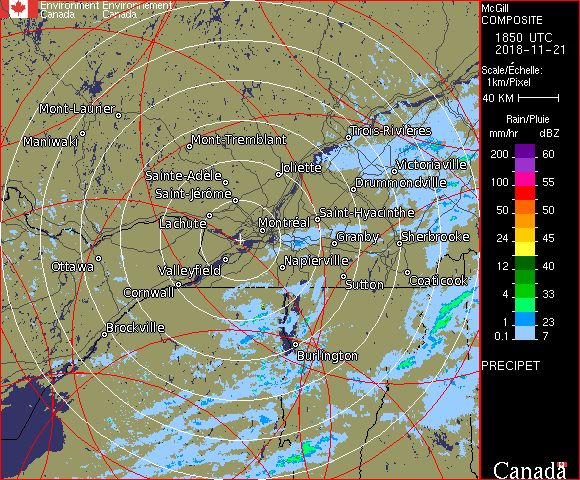 Environment Environnement
Canada Canada
McGill
COMPOSITE
1850 UTC
2018-11-21
Scale/Échelle:
1km/Pixel
40 KM
Rain/Pluie
mm/hr dBZ
200 60
150 57
100 55
50 50
24 45
12 40
4 33
1 23
0.1 7
PRECIPET
Canada
Mont-Laurier
Maniwaki
Mont-Tremblant
Trois-Rivières
Victoriaville
Sainte-Adèle
Joliette
Drummondville
Saint-Jérôme
Saint-Hyacinthe
Lachute
Montréal
Granby
Sherbrooke
Ottawa
Valleyfield
Napierville
Cornwall
Sutton
Coaticook
Brockville
Burlington